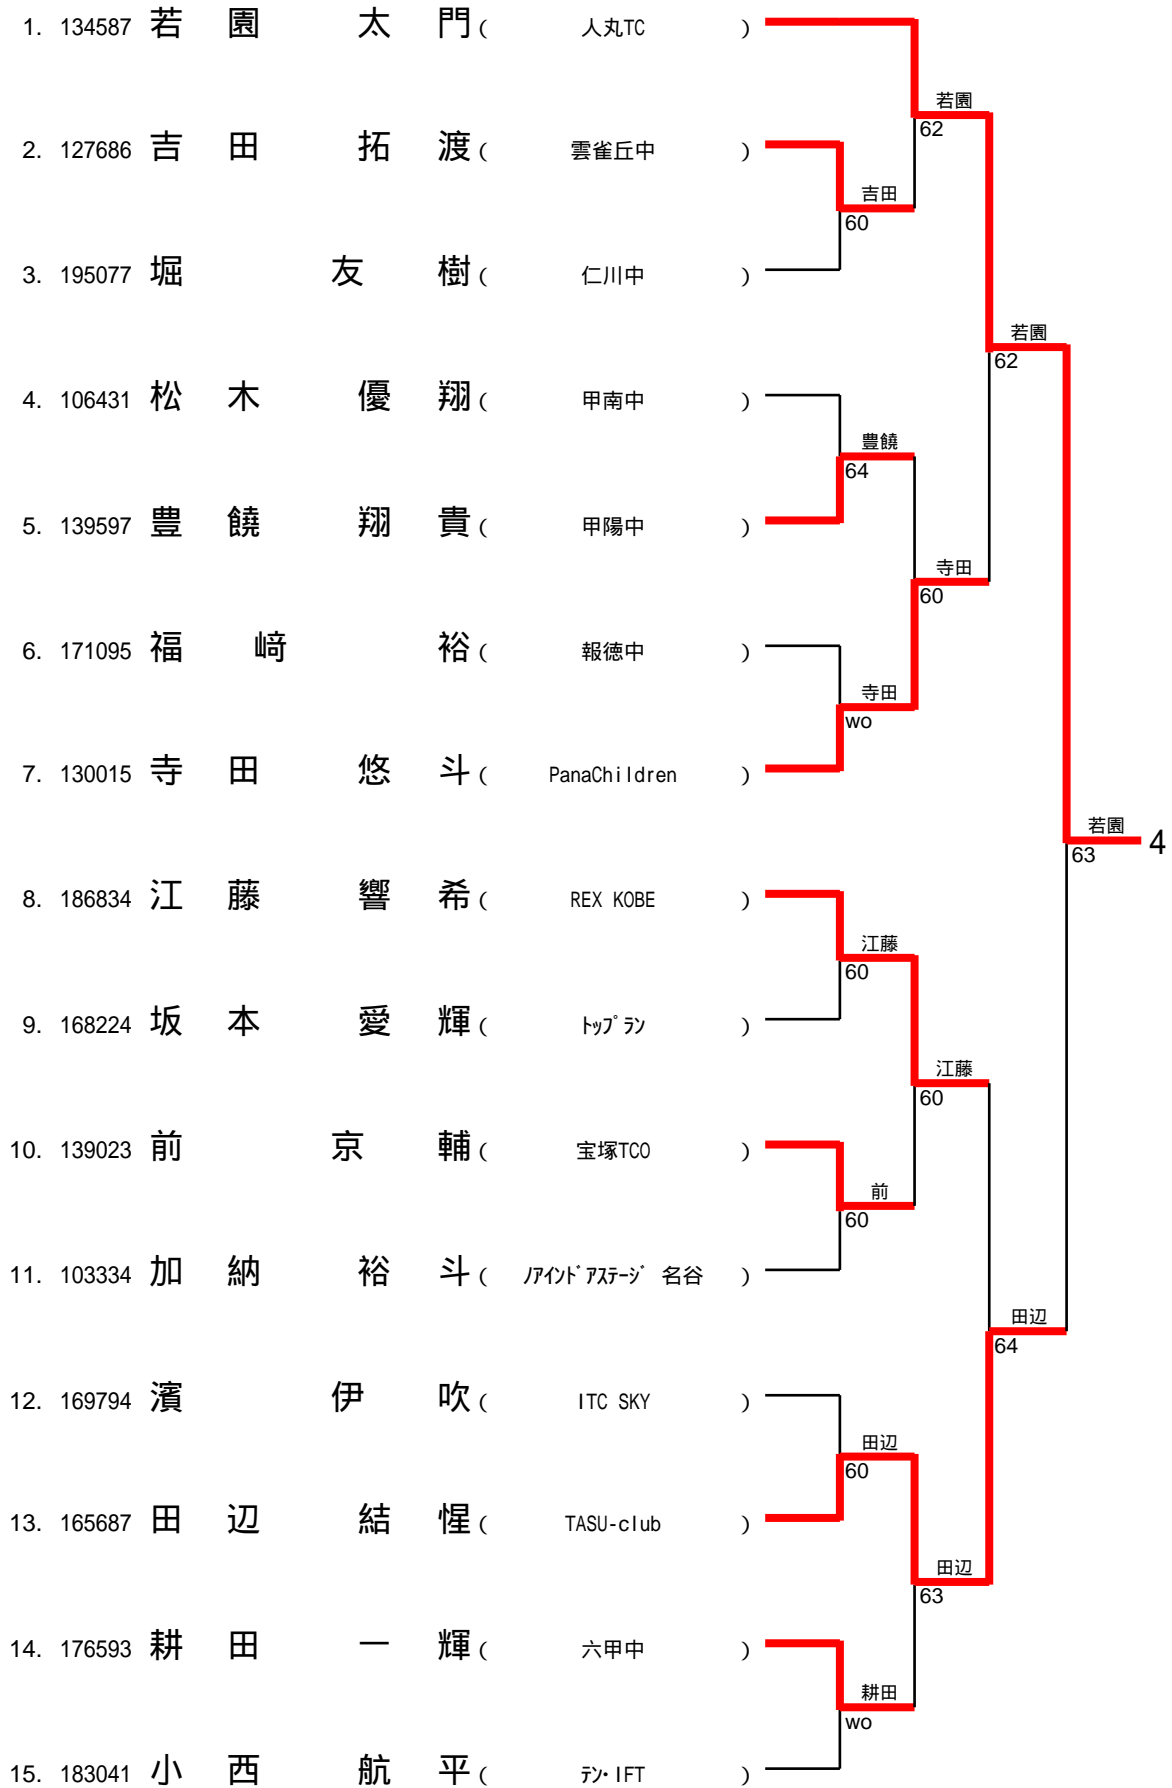 1. 134587 若園 太門 ( 人丸TC )
若園
62
2. 127686 吉田 拓渡 ( 雲雀丘中 )
吉田
60
3. 195077 堀 友樹 ( 仁川中 )
若園
62
4. 106431 松木 優翔 ( 甲南中 )
豊饒
64
5. 139597 豊饒 翔貴 ( 甲陽中 )
寺田
60
6. 171095 福﨑 裕 ( 報徳中 )
寺田
wo
7. 130015 寺田 悠斗 ( PanaChildren )
若園 4
63
8. 186834 江藤 響希 ( REX KOBE )
江藤
60
9. 168224 坂本 愛輝 ( ﾄｯﾌﾟﾗﾝ )
江藤
60
10. 139023 前 京輔 ( 宝塚TCO )
前
60
11. 103334 加納 裕斗 ( ﾉｱｲﾝﾄﾞｱｽﾃｰｼﾞ 名谷 )
田辺
64
12. 169794 濱 伊吹 ( ITC SKY )
田辺
60
13. 165687 田辺 結惺 ( TASU-club )
田辺
63
14. 176593 耕田 一輝 ( 六甲中 )
耕田
wo
15. 183041 小西 航平 ( ﾃﾝ･IFT )